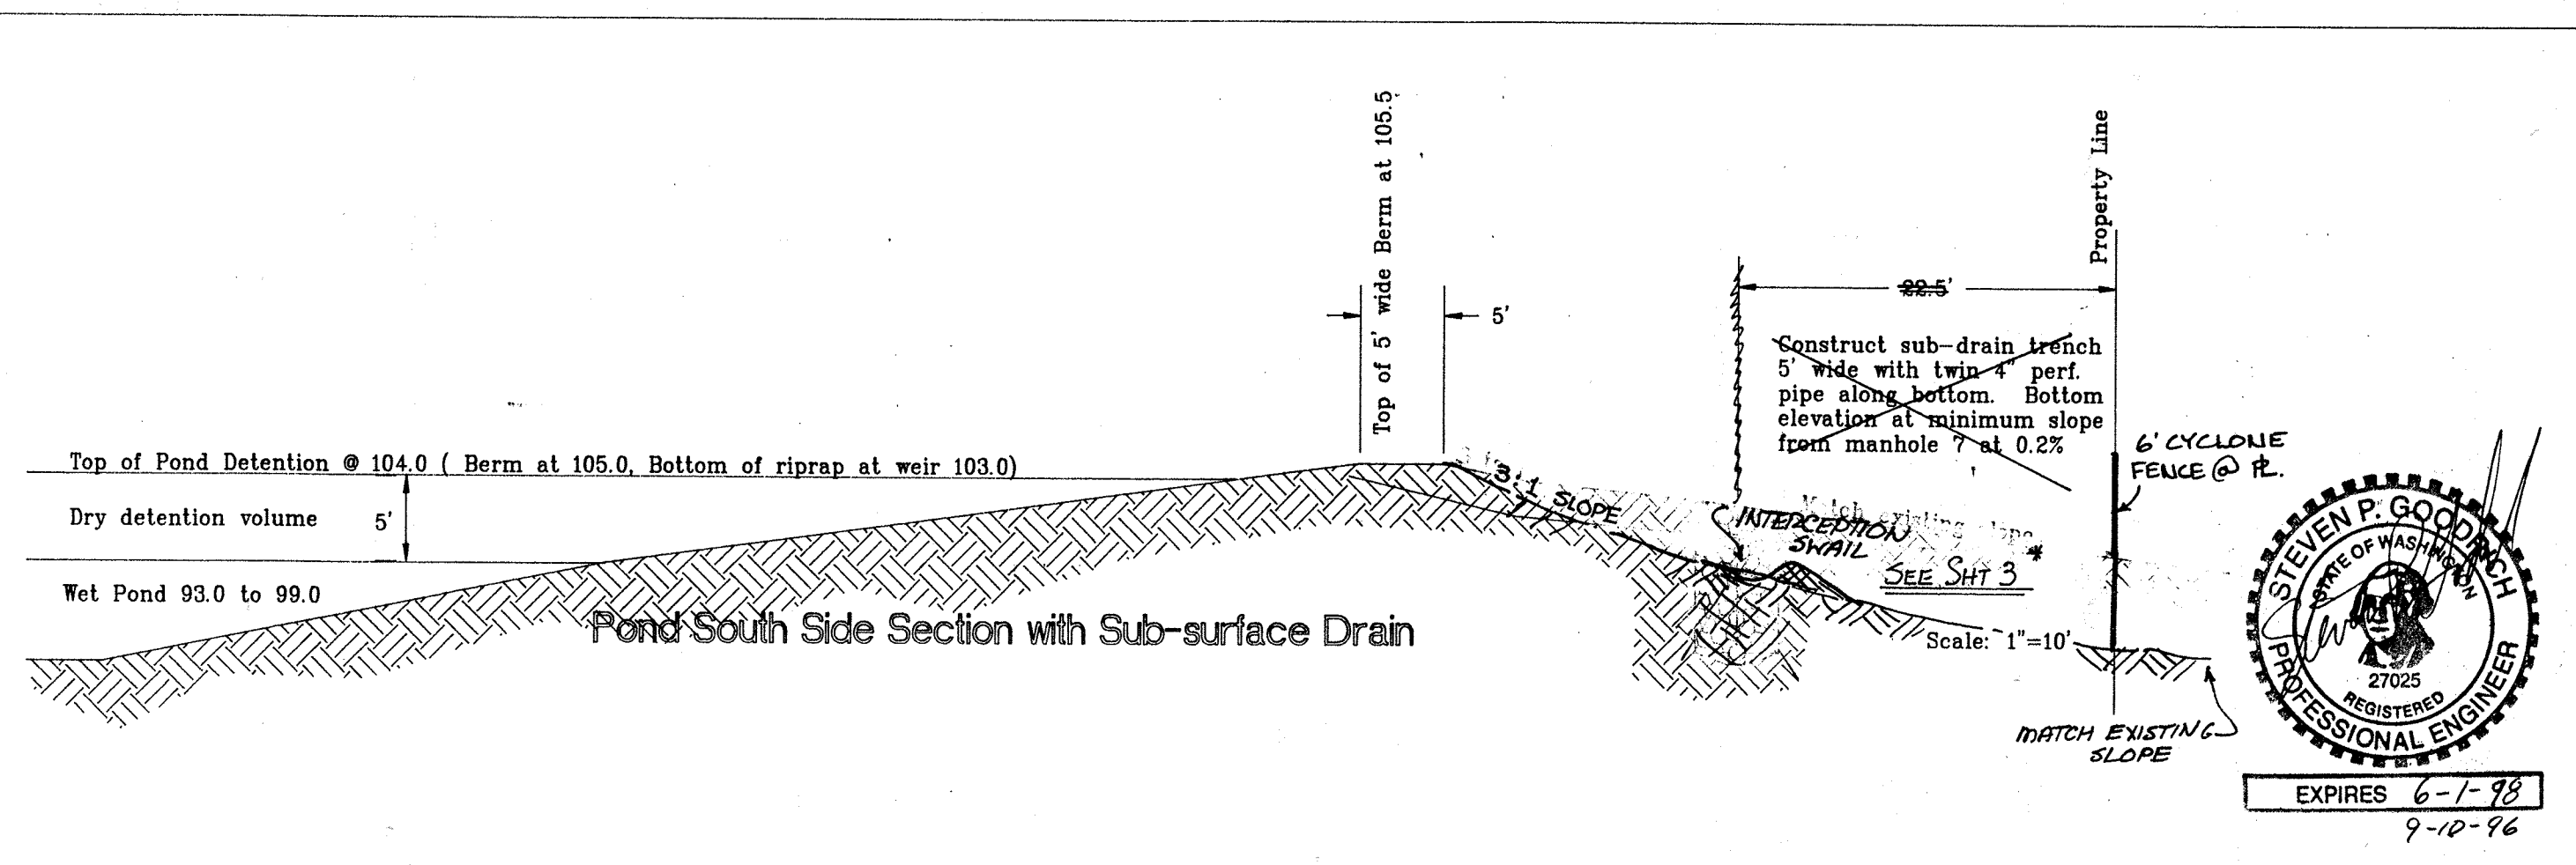 Top of 5' wide Berm at 105.5
Property Line
22.5'
5'
Construct sub-drain trench
5' wide with twin 4" perf.
pipe along bottom. Bottom
elevation at minimum slope
from manhole 7 at 0.2%
6' CYCLONE
FENCE @ PL.
Top of Pond Detention @ 104.0 ( Berm at 105.0, Bottom of riprap at weir 103.0)
3:1 SLOPE
Dry detention volume 5'
Match existing slope
INTERCEPTION
SWAIL
*
SEE SHT 3
Wet Pond 93.0 to 99.0
Pond South Side Section with Sub-surface Drain
Scale: 1"=10'
MATCH EXISTING
SLOPE
STEVEN P. GOODRICH
STATE OF WASHINGTON
27025
REGISTERED
PROFESSIONAL ENGINEER
EXPIRES 6-1-98
9-10-96